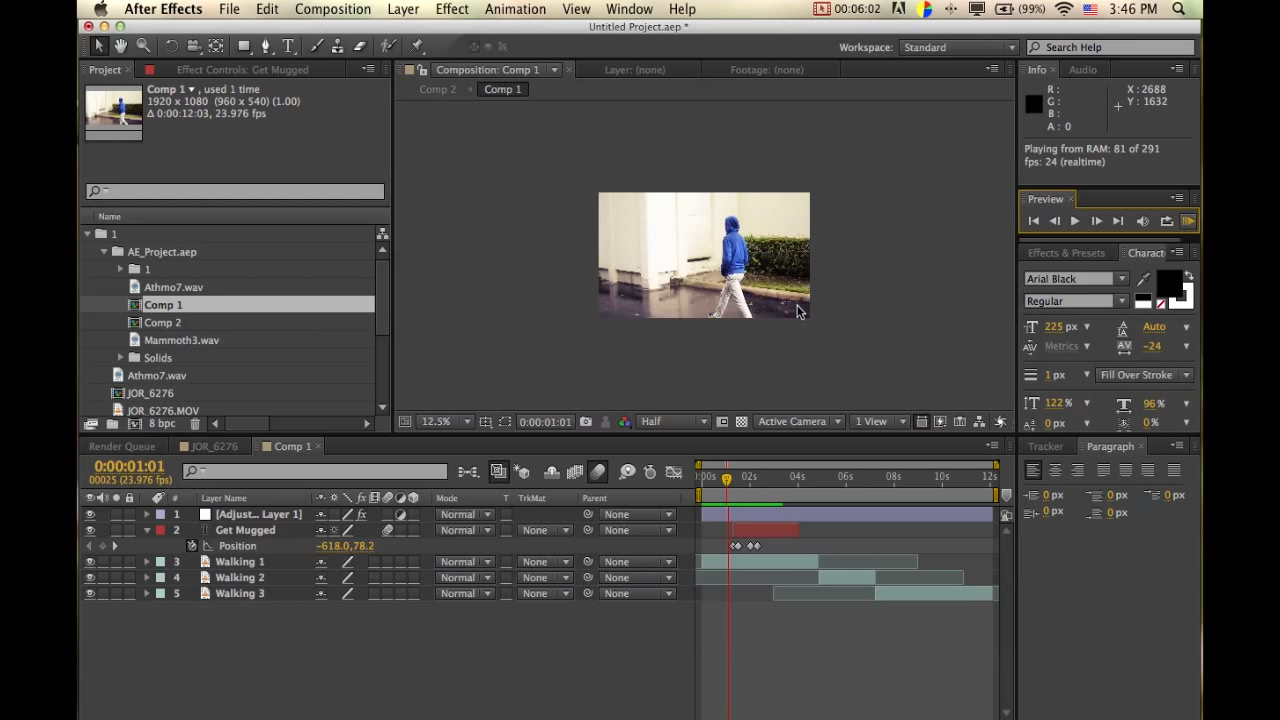 After Effects File Edit Composition Layer Effect Animation View Window Help 00:06:02 (99%) 3:46 PM
Untitled Project.aep *
Workspace: Standard Search Help
Project Effect Controls: Get Mugged Composition: Comp 1 Layer: (none) Footage: (none) Info Audio
Comp 1 , used 1 time
1920 x 1080 (960 x 540) (1.00)
Δ 0:00:12:03, 23.976 fps
Comp 2 Comp 1
R : X : 2688
G : Y : 1632
B :
A : 0
Playing from RAM: 81 of 291
fps: 24 (realtime)
Preview
Name
1
AE_Project.aep
1
Athmo7.wav
Comp 1
Comp 2
Mammoth3.wav
Solids
Athmo7.wav
JOR_6276
JOR_6276.MOV
8 bpc
Effects & Presets Charact
Arial Black
Regular
225 px Auto
Metrics -24
1 px Fill Over Stroke
122 % 96 %
0 px 0 %
12.5% 0:00:01:01 Half Active Camera 1 View
Render Queue JOR_6276 Comp 1
Tracker Paragraph
0:00:01:01
00025 (23.976 fps)
:00s 02s 04s 06s 08s 10s 12s
# Layer Name Mode T TrkMat Parent
1 [Adjust... Layer 1] Normal None
2 Get Mugged Normal None None
Position -618.0,78.2
3 Walking 1 Normal None None
4 Walking 2 Normal None None
5 Walking 3 Normal None None
0 px 0 px 0 px
0 px 0 px